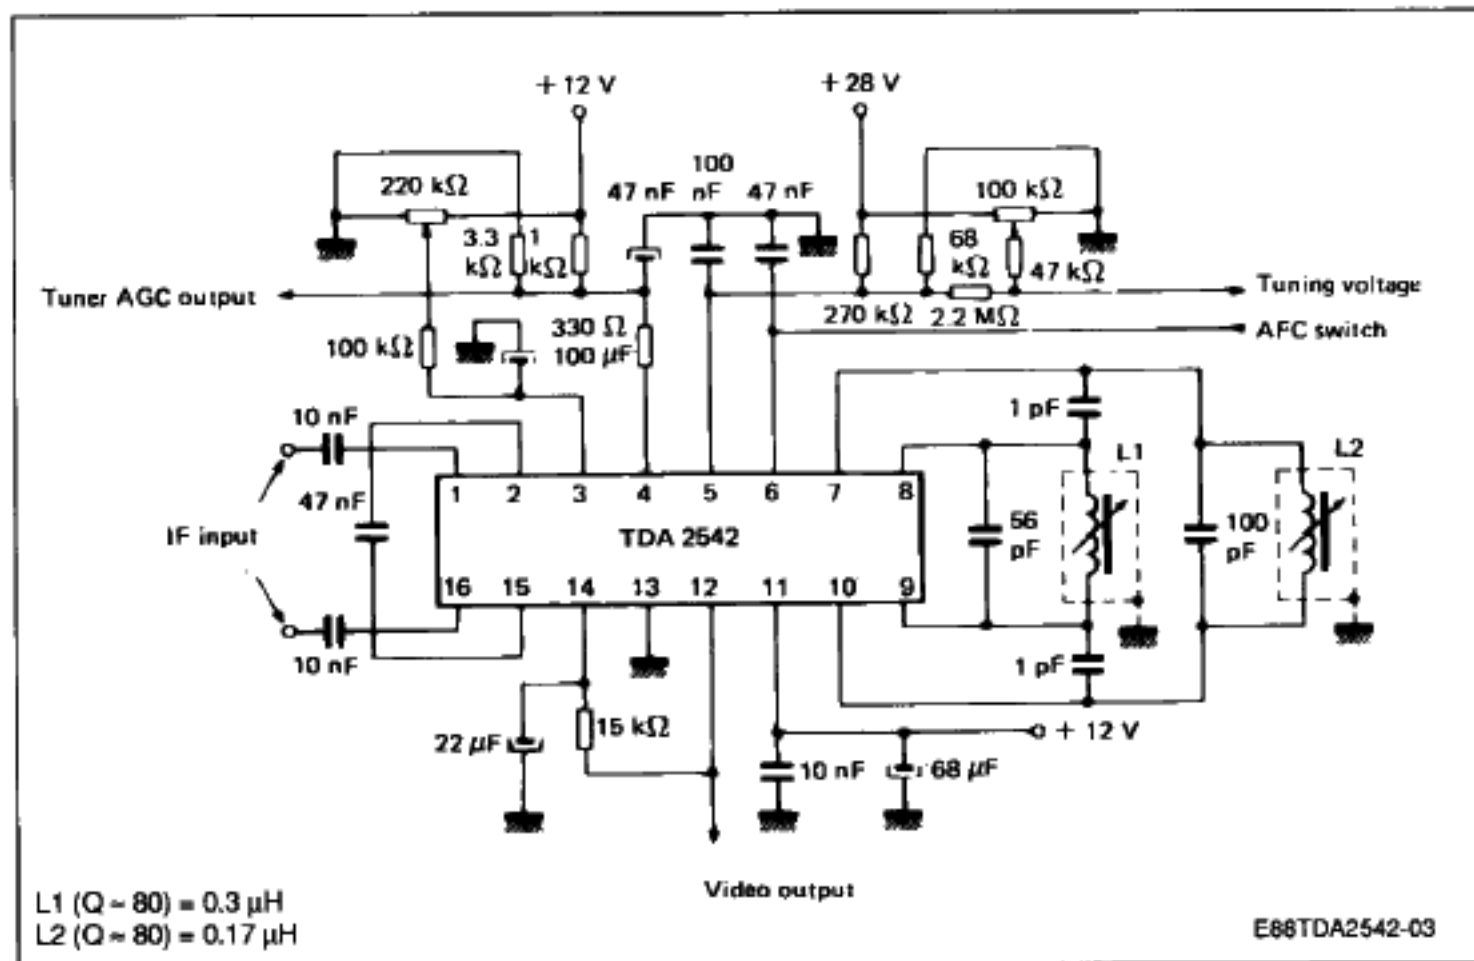 + 12 V
+ 28 V
220 kΩ
47 nF
100 nF
47 nF
100 kΩ
3.3 kΩ
1 kΩ
68 kΩ
47 kΩ
Tuner AGC output
Tuning voltage
270 kΩ
2.2 MΩ
AFC switch
100 kΩ
330 Ω
100 µF
10 nF
1 pF
L1
L2
47 nF
1 2 3 4 5 6 7 8
IF input
TDA 2542
56 pF
100 pF
16 15 14 13 12 11 10 9
10 nF
1 pF
22 µF
15 kΩ
+ 12 V
10 nF
68 µF
Video output
L1 (Q ≈ 80) = 0.3 µH
L2 (Q ≈ 80) = 0.17 µH
E88TDA2542-03